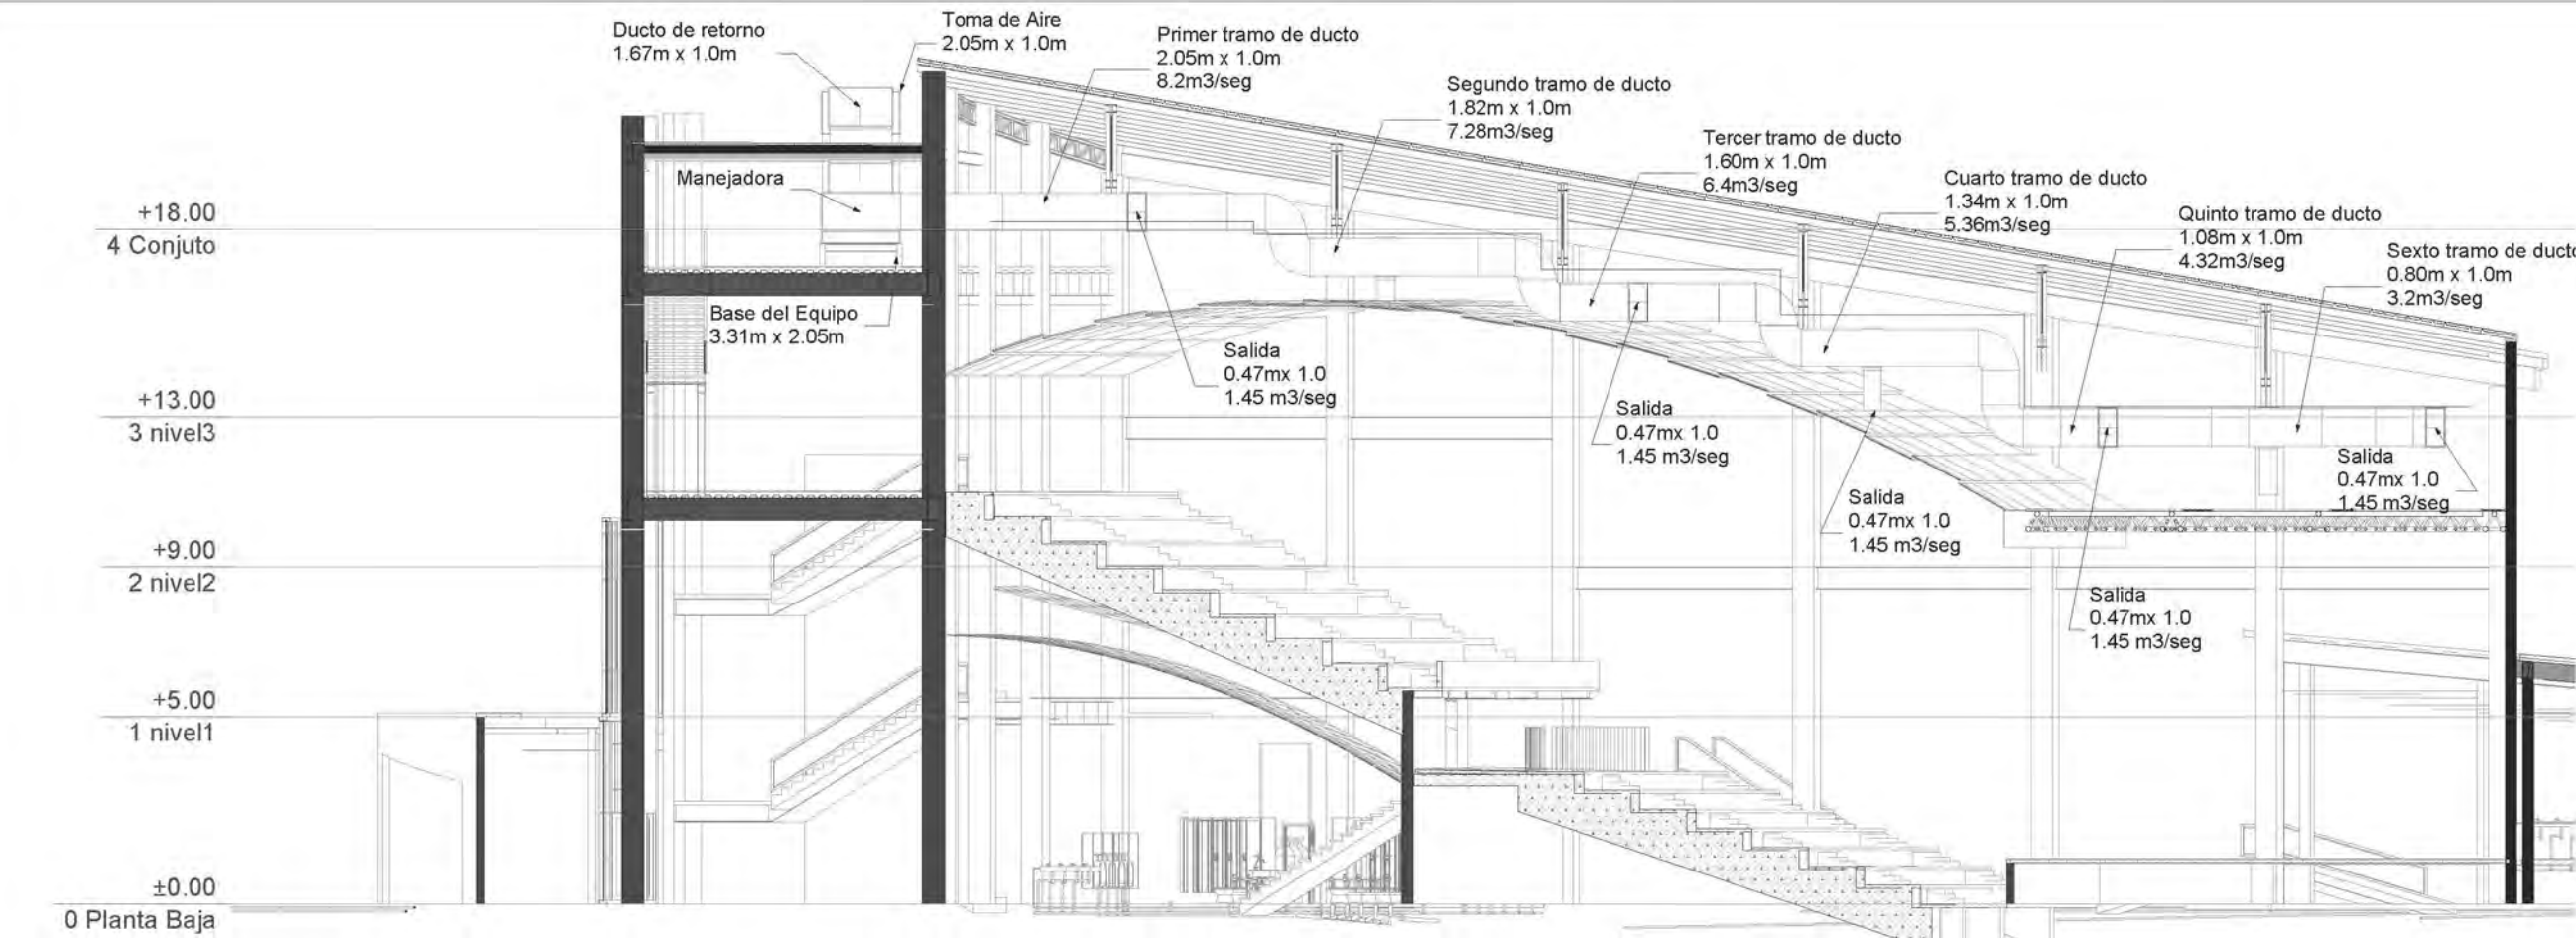 Ducto de retorno
1.67m x 1.0m
Toma de Aire
2.05m x 1.0m
Primer tramo de ducto
2.05m x 1.0m
8.2m3/seg
Segundo tramo de ducto
1.82m x 1.0m
7.28m3/seg
Tercer tramo de ducto
1.60m x 1.0m
6.4m3/seg
Cuarto tramo de ducto
1.34m x 1.0m
5.36m3/seg
Quinto tramo de ducto
1.08m x 1.0m
4.32m3/seg
Sexto tramo de ducto
0.80m x 1.0m
3.2m3/seg
Manejadora
Base del Equipo
3.31m x 2.05m
Salida
0.47mx 1.0
1.45 m3/seg
Salida
0.47mx 1.0
1.45 m3/seg
Salida
0.47mx 1.0
1.45 m3/seg
Salida
0.47mx 1.0
1.45 m3/seg
Salida
0.47mx 1.0
1.45 m3/seg
+18.00
4 Conjuto
+13.00
3 nivel3
+9.00
2 nivel2
+5.00
1 nivel1
±0.00
0 Planta Baja